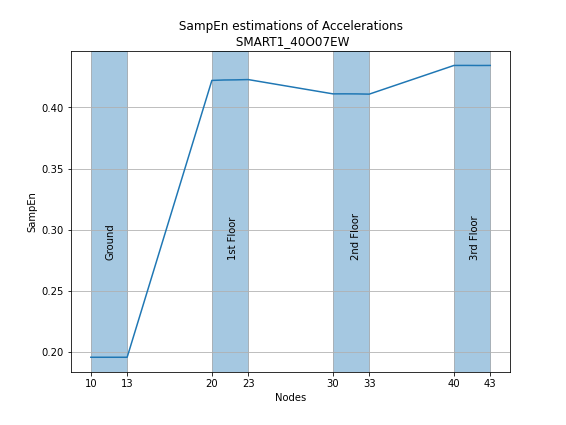 SampEn estimations of Accelerations
SMART1_40O07EW
SampEn
0.40
0.35
0.30
0.25
0.20
Ground
1st Floor
2nd Floor
3rd Floor
10 13 20 23 30 33 40 43
Nodes